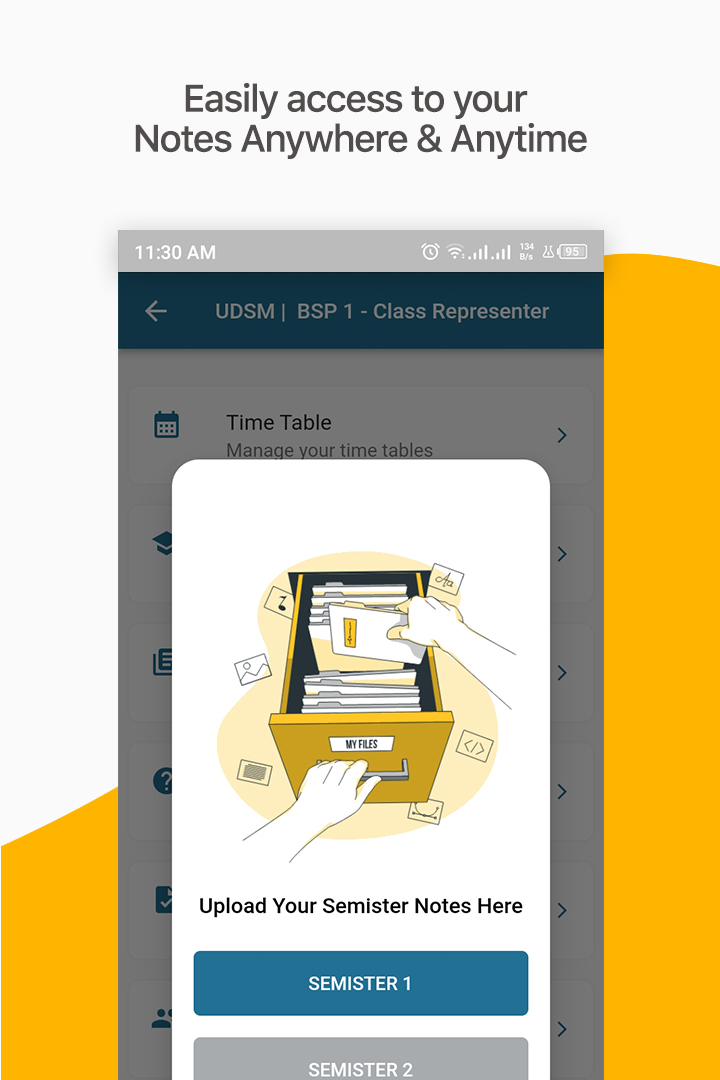 Easily access to your
Notes Anywhere & Anytime
11:30 AM
134
B/s
95
UDSM | BSP 1 - Class Representer
Time Table
Manage your time tables
Aa
MY FILES
</>
Upload Your Semister Notes Here
SEMISTER 1
SEMISTER 2